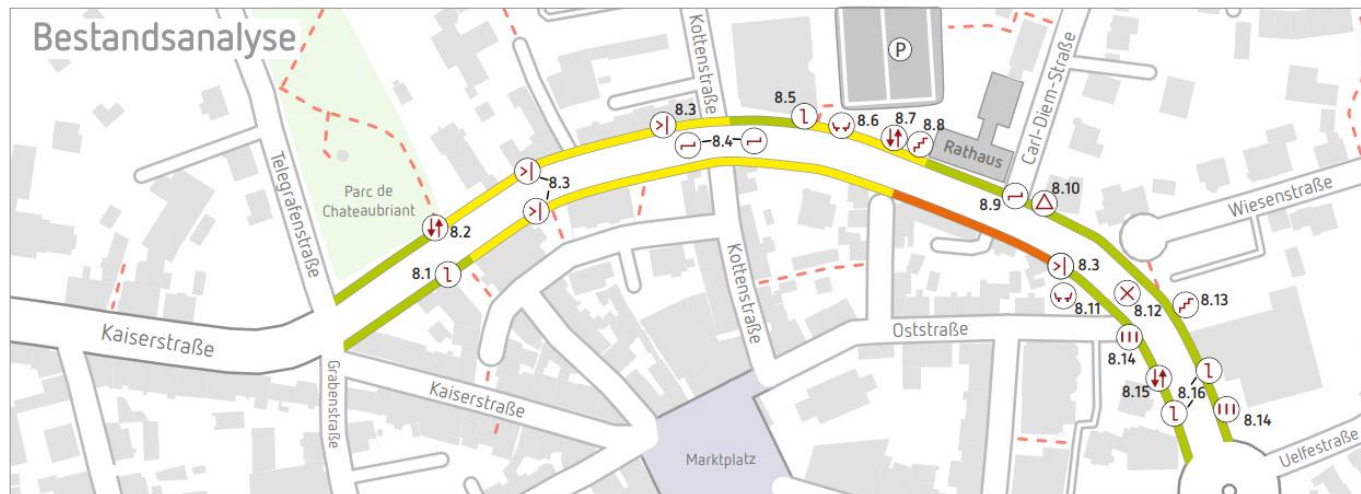 Bestandsanalyse
Kottenstraße
P
Carl-Diem-Straße
8.3
8.5
8.6
8.7
8.8
8.4
Rathaus
Telegrafenstraße
Parc de
Chateaubriant
8.3
8.10
8.9
Wiesenstraße
8.2
8.1
Kottenstraße
8.3
8.11
8.12
8.13
Kaiserstraße
Oststraße
8.14
Grabenstraße
Kaiserstraße
8.15
8.16
8.14
Marktplatz
Uelfestraße